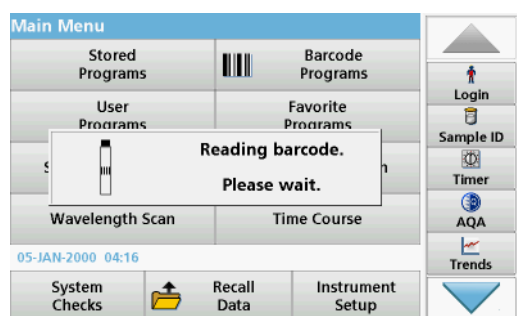 Main Menu
Stored
Programs
Barcode
Programs
User
Programs
Favorite
Programs
Reading barcode.
Please wait.
Wavelength Scan
Time Course
05-JAN-2000 04:16
System
Checks
Recall
Data
Instrument
Setup
Login
Sample ID
Timer
AQA
Trends